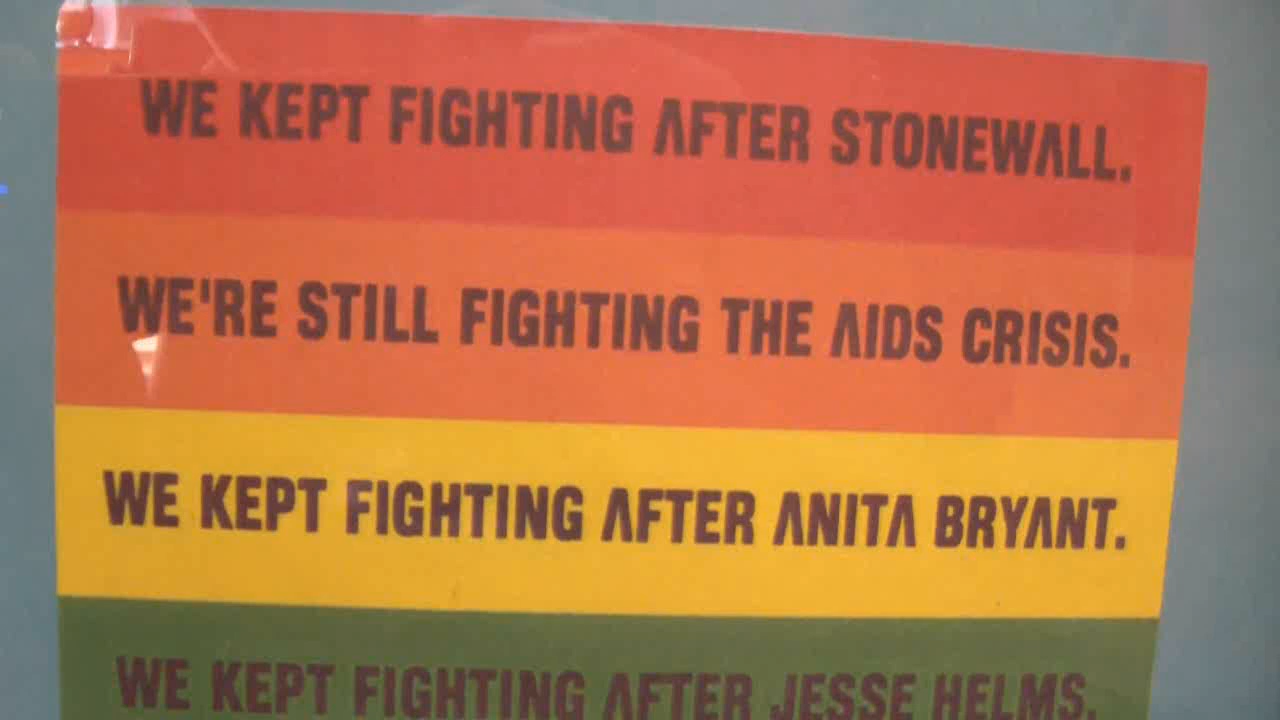 WE KEPT FIGHTING AFTER STONEWALL.
WE'RE STILL FIGHTING THE AIDS CRISIS.
WE KEPT FIGHTING AFTER ANITA BRYANT.
WE KEPT FIGHTING AFTER JESSE HELMS.